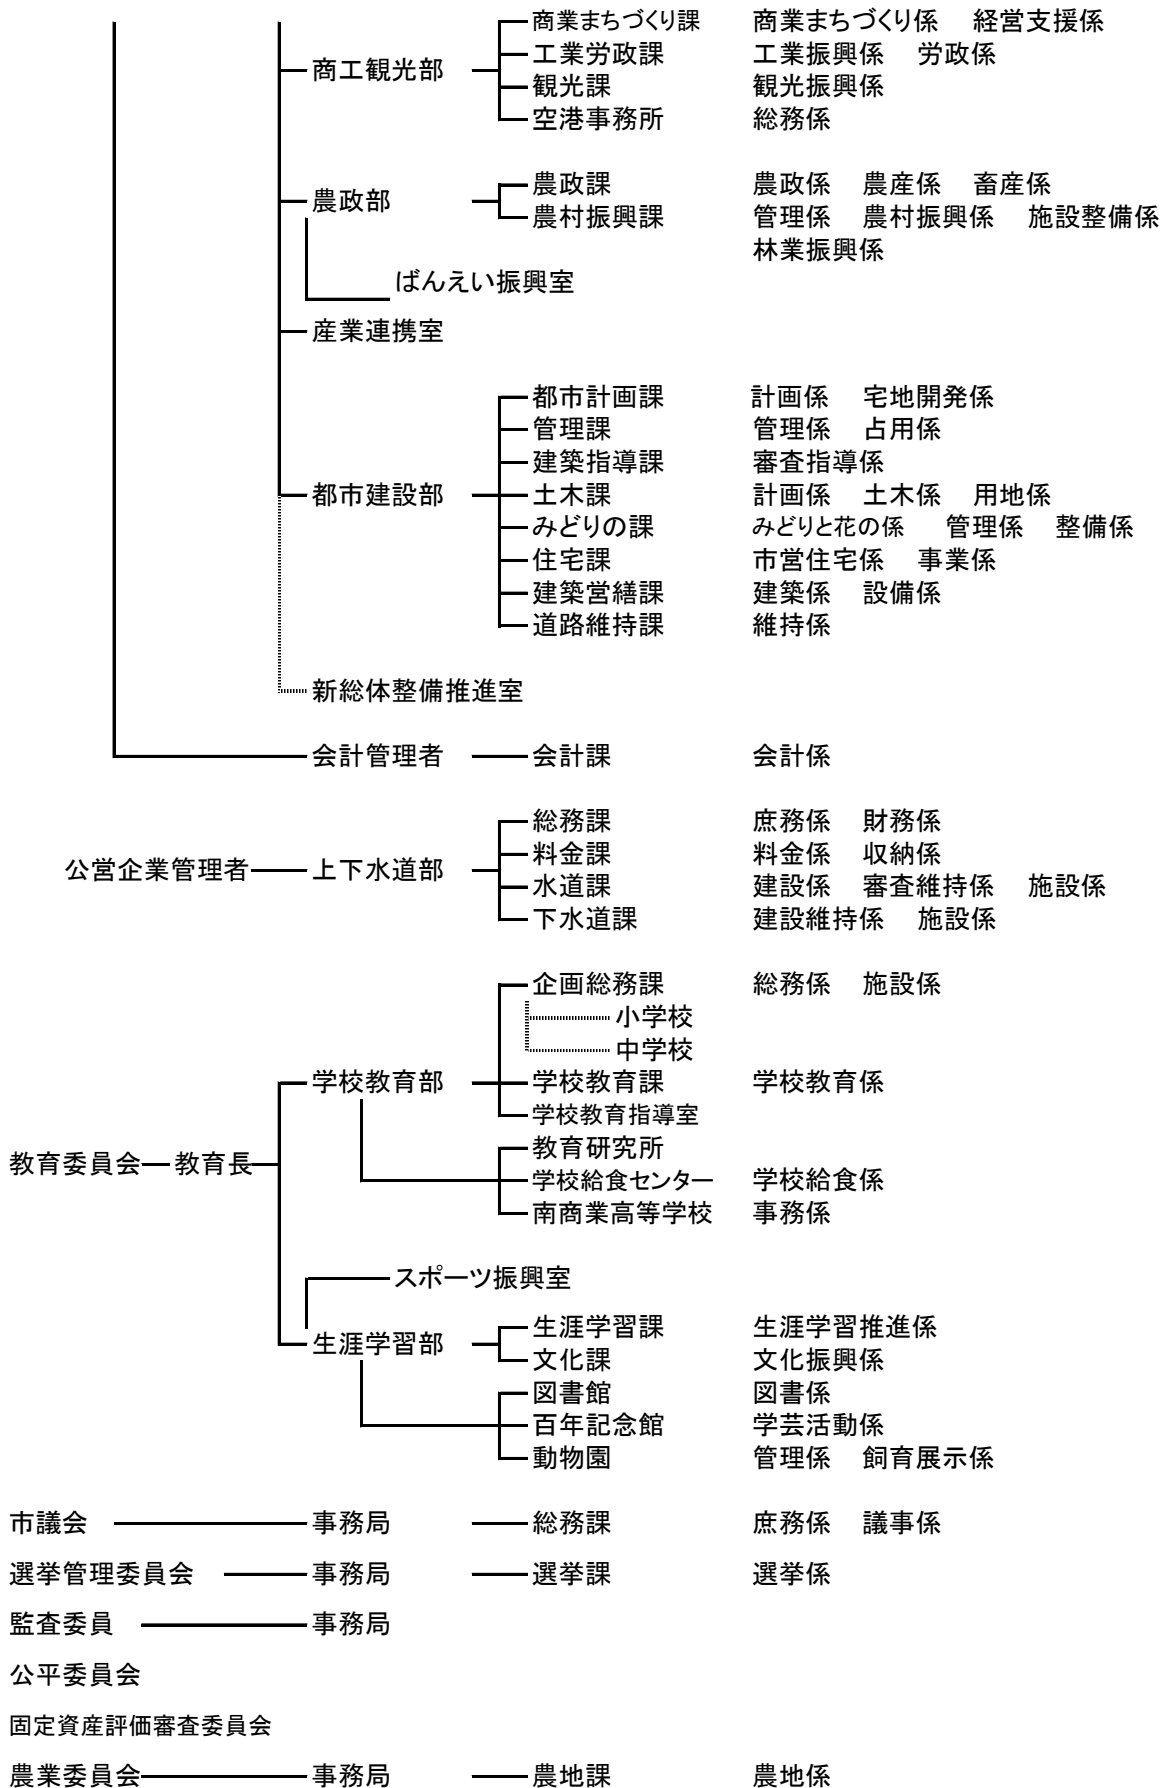 商業まちづくり課 商業まちづくり係 経営支援係
工業労政課 工業振興係 労政係
商工観光部
観光課 観光振興係
空港事務所 総務係
農政課 農政係 農産係 畜産係
農政部
農村振興課 管理係 農村振興係 施設整備係
林業振興係
ばんえい振興室
産業連携室
都市計画課 計画係 宅地開発係
管理課 管理係 占用係
建築指導課 審査指導係
都市建設部 土木課 計画係 土木係 用地係
みどりの課 みどりと花の係 管理係 整備係
住宅課 市営住宅係 事業係
建築営繕課 建築係 設備係
道路維持課 維持係
新総体整備推進室
会計管理者 会計課 会計係
総務課 庶務係 財務係
料金課 料金係 収納係
公営企業管理者 上下水道部
水道課 建設係 審査維持係 施設係
下水道課 建設維持係 施設係
企画総務課 総務係 施設係
小学校
中学校
学校教育部 学校教育課 学校教育係
学校教育指導室
教育研究所
教育委員会 教育長
学校給食センター 学校給食係
南商業高等学校 事務係
スポーツ振興室
生涯学習課 生涯学習推進係
生涯学習部
文化課 文化振興係
図書館 図書係
百年記念館 学芸活動係
動物園 管理係 飼育展示係
市議会 事務局 総務課 庶務係 議事係
選挙管理委員会 事務局 選挙課 選挙係
監査委員 事務局
公平委員会
固定資産評価審査委員会
農業委員会 事務局 農地課 農地係